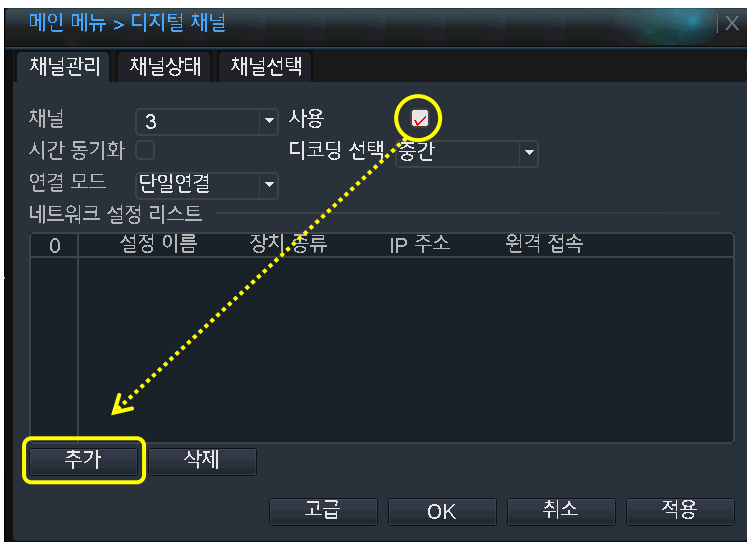 메인 메뉴 > 디지털 채널 X
채널관리 채널상태 채널선택
채널 3 사용
시간 동기화 디코딩 선택 중간
연결 모드 단일연결
네트워크 설정 리스트
0 설정 이름 장치 종류 IP 주소 원격 접속
추가 삭제
고급 OK 취소 적용